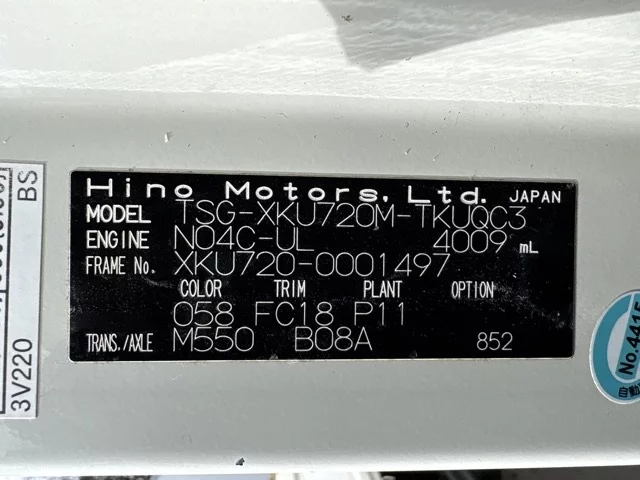 Hino Motors, Ltd. JAPAN
MODEL TSG-XKU720M-TKUQC3
ENGINE N04C-UL 4009 mL
FRAME No. XKU720-0001497
COLOR TRIM PLANT OPTION
058 FC18 P11
TRANS./AXLE M550 B08A 852
3V220 BS